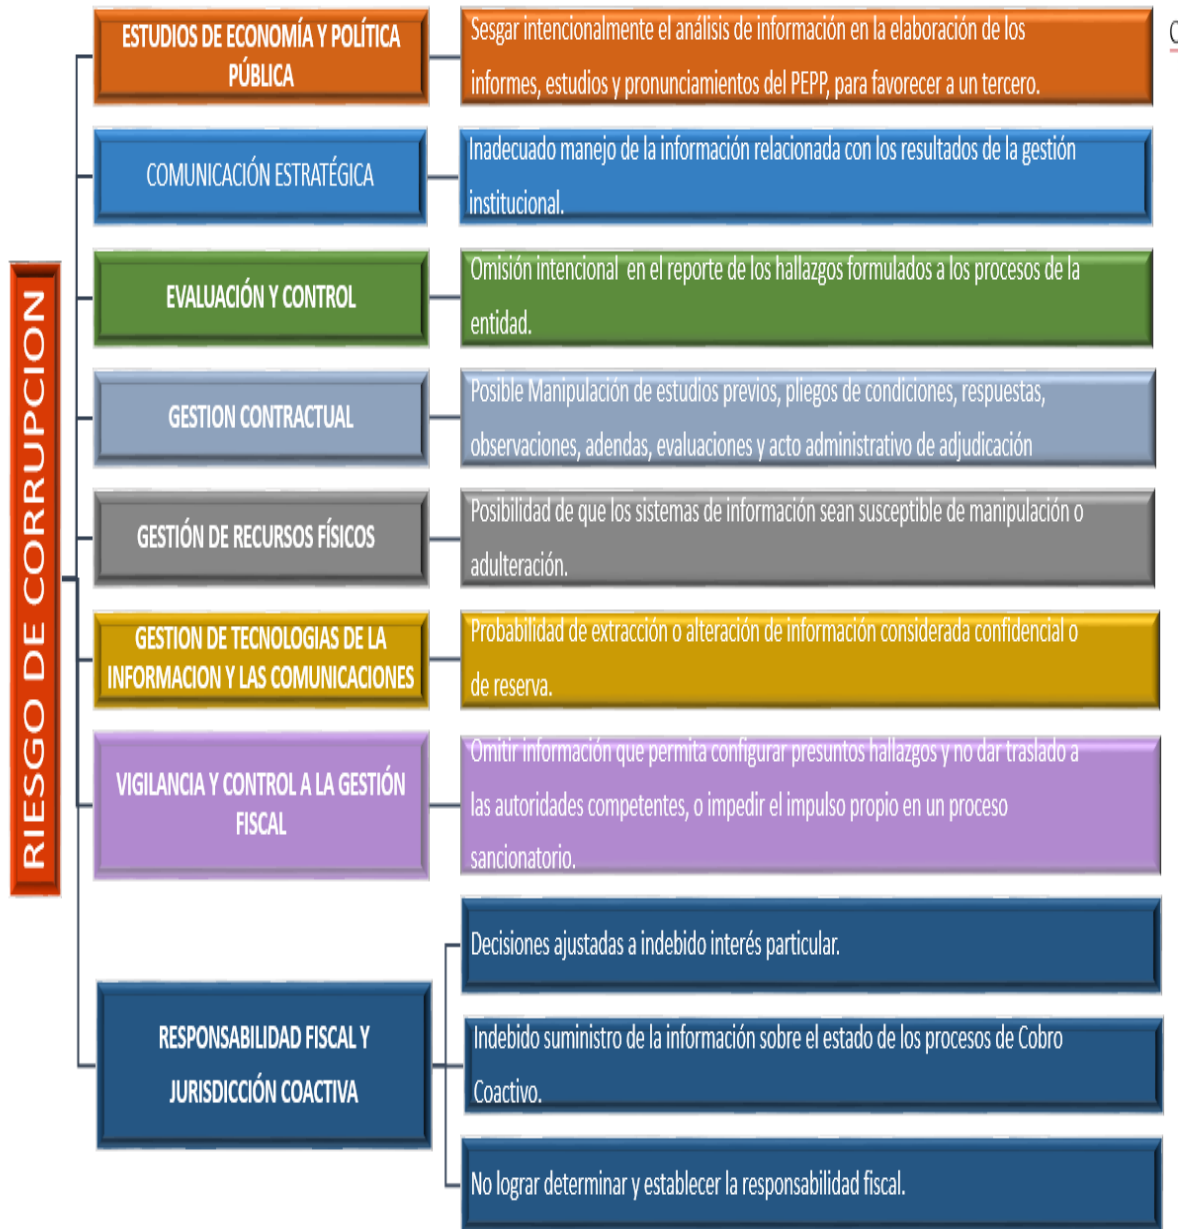 RIESGO DE CORRUPCION
ESTUDIOS DE ECONOMÍA Y POLÍTICA
PÚBLICA
Sesgar intencionalmente el análisis de información en la elaboración de los
informes, estudios y pronunciamientos del PEPP, para favorecer a un tercero.
COMUNICACIÓN ESTRATÉGICA
Inadecuado manejo de la información relacionada con los resultados de la gestión
institucional.
EVALUACIÓN Y CONTROL
Omisión intencional en el reporte de los hallazgos formulados a los procesos de la
entidad.
GESTION CONTRACTUAL
Posible Manipulación de estudios previos, pliegos de condiciones, respuestas,
observaciones, adendas, evaluaciones y acto administrativo de adjudicación
GESTIÓN DE RECURSOS FÍSICOS
Posibilidad de que los sistemas de información sean susceptible de manipulación o
adulteración.
GESTION DE TECNOLOGIAS DE LA
INFORMACION Y LAS COMUNICACIONES
Probabilidad de extracción o alteración de información considerada confidencial o
de reserva.
VIGILANCIA Y CONTROL A LA GESTIÓN
FISCAL
Omitir información que permita configurar presuntos hallazgos y no dar traslado a
las autoridades competentes, o impedir el impulso propio en un proceso
sancionatorio.
RESPONSABILIDAD FISCAL Y
JURISDICCIÓN COACTIVA
Decisiones ajustadas a indebido interés particular.
Indebido suministro de la información sobre el estado de los procesos de Cobro
Coactivo.
No lograr determinar y establecer la responsabilidad fiscal.